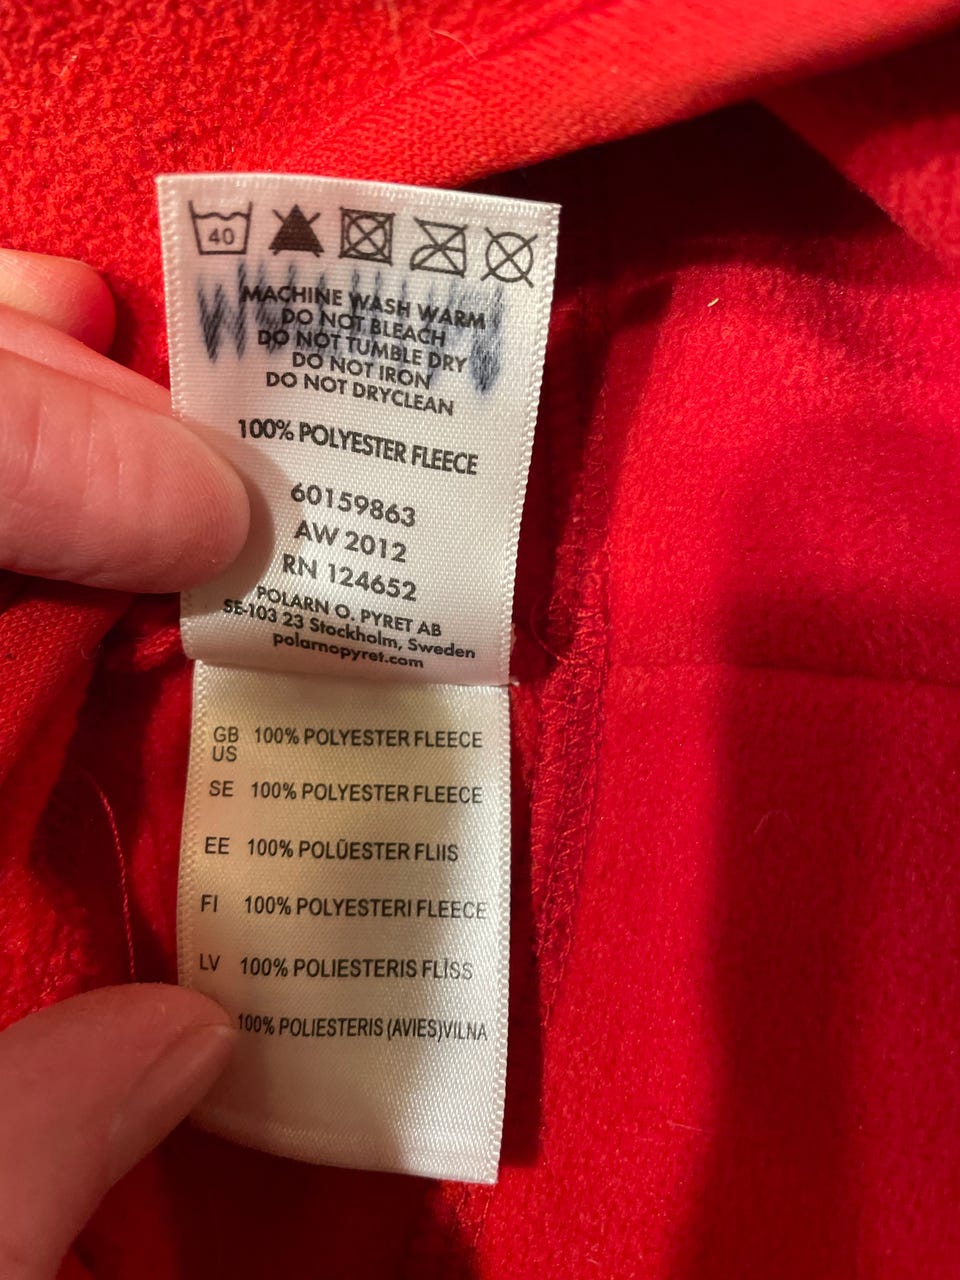 40
MACHINE WASH WARM
DO NOT BLEACH
DO NOT TUMBLE DRY
DO NOT IRON
DO NOT DRYCLEAN
100% POLYESTER FLEECE
60159863
AW 2012
RN 124652
POLARN O. PYRET AB
SE-103 23 Stockholm, Sweden
polarnopyret.com
GB 100% POLYESTER FLEECE
US
SE 100% POLYESTER FLEECE
EE 100% POLÜESTER FLIIS
FI 100% POLYESTERI FLEECE
LV 100% POLIESTERIS FLĪSS
100% POLIESTERIS (AVIES)VILNA